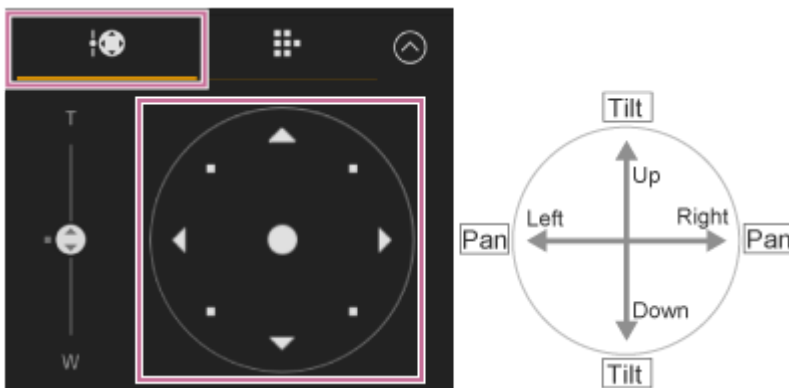 T
W
Tilt
Up
Left
Right
Pan
Pan
Down
Tilt